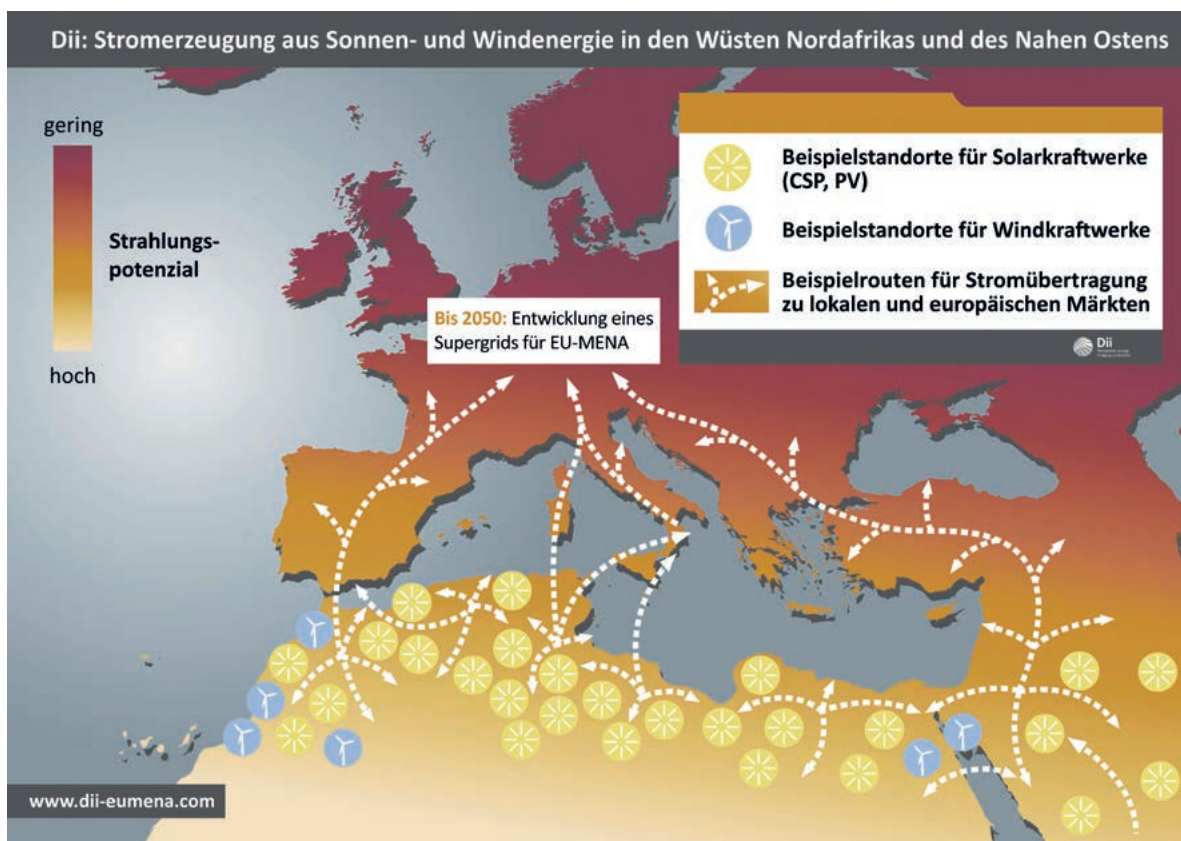 Dii: Stromerzeugung aus Sonnen- und Windenergie in den Wüsten Nordafrikas und des Nahen Ostens
gering
Strahlungs-
potenzial
hoch
Beispielstandorte für Solarkraftwerke
(CSP, PV)
Beispielstandorte für Windkraftwerke
Beispielrouten für Stromübertragung
zu lokalen und europäischen Märkten
Dii
Bis 2050: Entwicklung eines
Supergrids für EU-MENA
www.dii-eumena.com